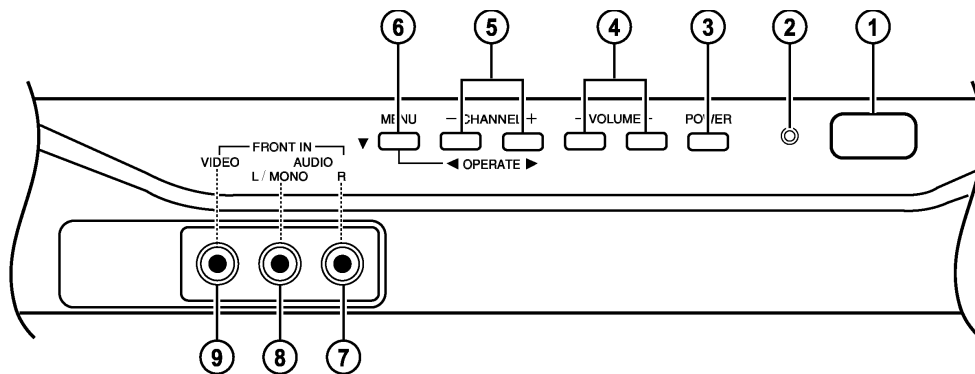 6 5 4 3 2 1
MENU − CHANNEL + − VOLUME - POWER
▼
◀ OPERATE ▶
FRONT IN
VIDEO AUDIO
L / MONO R
9 8 7